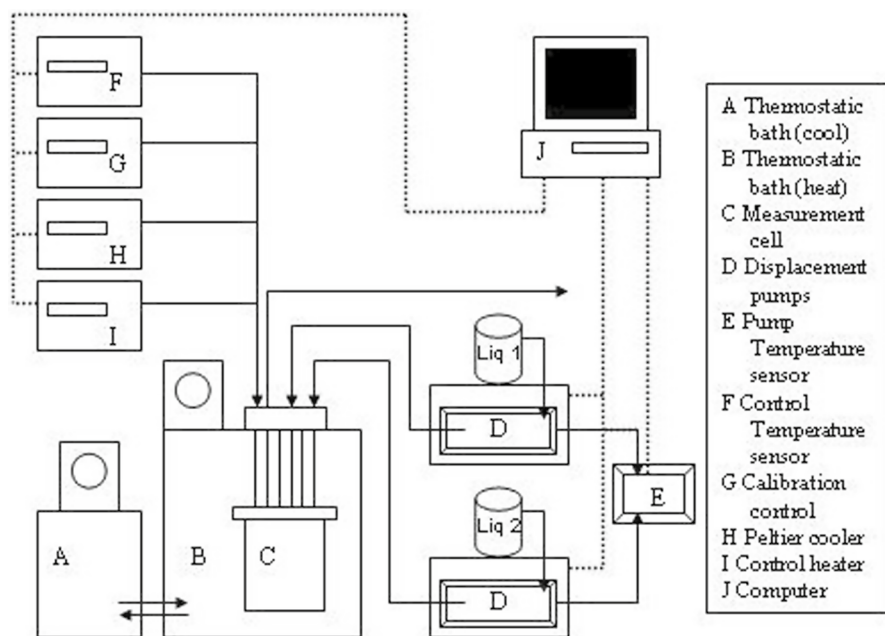 F
G
H
I
J
Liq 1
D
E
Liq 2
D
A
B
C
A Thermostatic
bath (cool)
B Thermostatic
bath (heat)
C Measurement
cell
D Displacement
pumps
E Pump
Temperature
sensor
F Control
Temperature
sensor
G Calibration
control
H Peltier cooler
I Control heater
J Computer